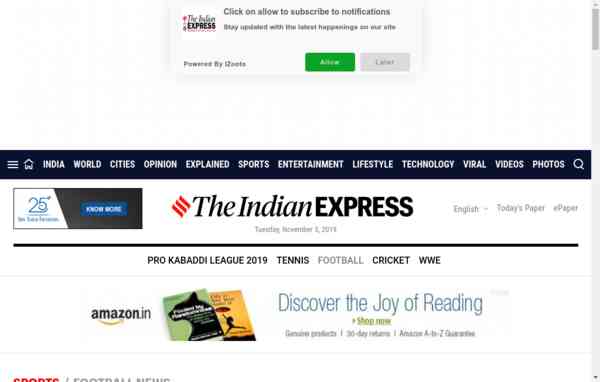 Click on allow to subscribe to notifications
The Indian
EXPRESS
Stay updated with the latest happenings on our site
Powered By iZooto
Allow
Later
INDIA WORLD CITIES OPINION EXPLAINED SPORTS ENTERTAINMENT LIFESTYLE TECHNOLOGY VIRAL VIDEOS PHOTOS
25
KNOW MORE
The Indian EXPRESS
English
Today's Paper
ePaper
Tuesday, November 5, 2019
PRO KABADDI LEAGUE 2019 TENNIS FOOTBALL CRICKET WWE
amazon.in
Discover the Joy of Reading
Shop now
Genuine products | 30-day returns | Amazon A-to-Z Guarantee
SPORTS / FOOTBALL NEWS